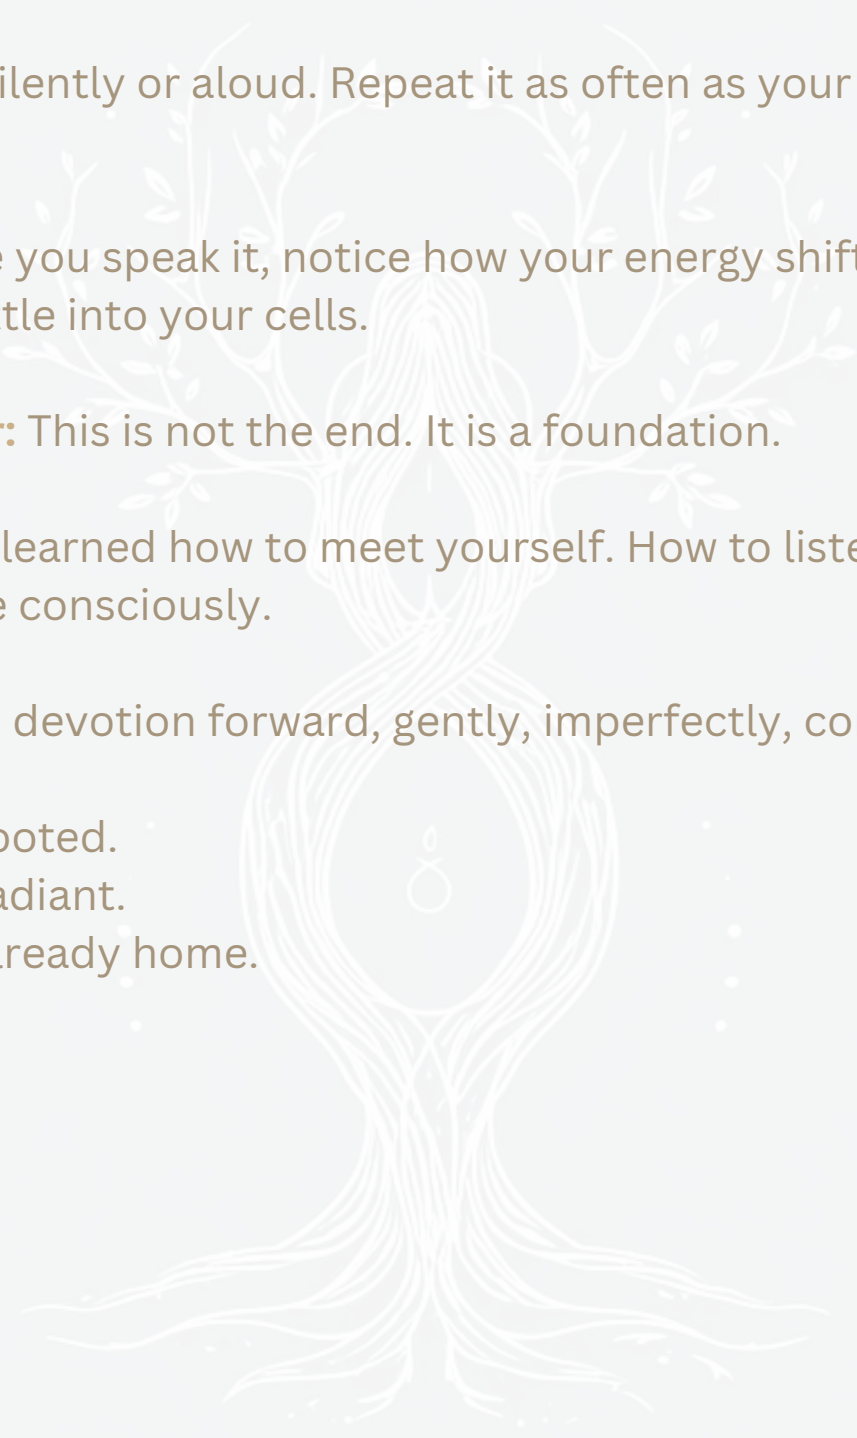 ilently or aloud. Repeat it as often as your
you speak it, notice how your energy shift
tle into your cells.
r: This is not the end. It is a foundation.
learned how to meet yourself. How to liste
e consciously.
devotion forward, gently, imperfectly, co
ooted.
adiant.
already home.